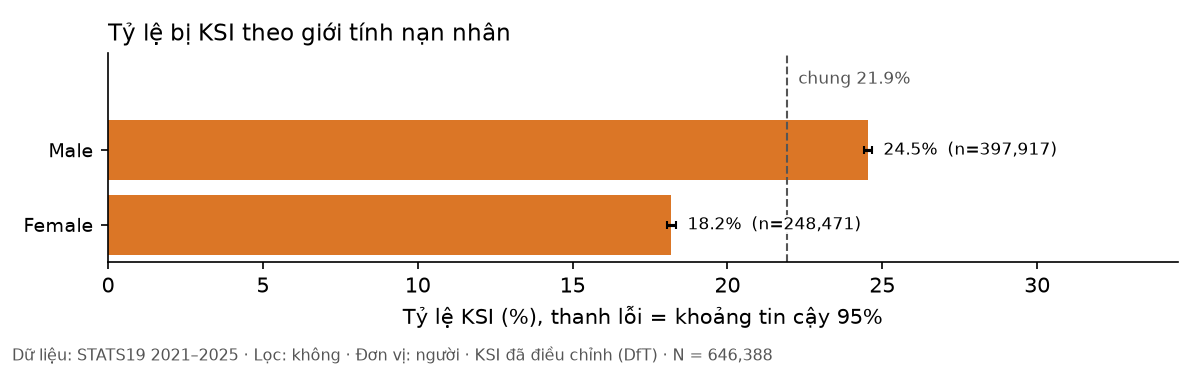 Tỷ lệ bị KSI theo giới tính nạn nhân
chung 21.9%
Male
24.5% (n=397,917)
Female
18.2% (n=248,471)
0 5 10 15 20 25 30
Tỷ lệ KSI (%), thanh lỗi = khoảng tin cậy 95%
Dữ liệu: STATS19 2021–2025 · Lọc: không · Đơn vị: người · KSI đã điều chỉnh (DfT) · N = 646,388